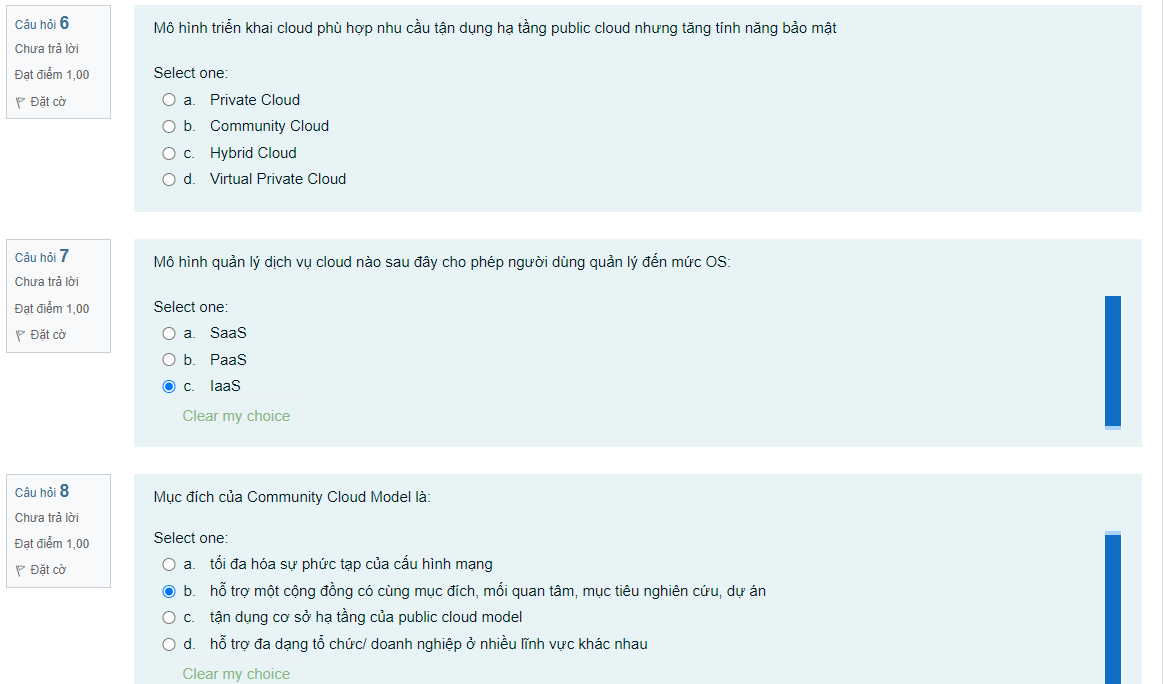 Câu hỏi 6
Chưa trả lời
Đạt điểm 1,00
Đặt cờ
Mô hình triển khai cloud phù hợp nhu cầu tận dụng hạ tầng public cloud nhưng tăng tính năng bảo mật
Select one:
a. Private Cloud
b. Community Cloud
c. Hybrid Cloud
d. Virtual Private Cloud
Câu hỏi 7
Chưa trả lời
Đạt điểm 1,00
Đặt cờ
Mô hình quản lý dịch vụ cloud nào sau đây cho phép người dùng quản lý đến mức OS:
Select one:
a. SaaS
b. PaaS
c. IaaS
Clear my choice
Câu hỏi 8
Chưa trả lời
Đạt điểm 1,00
Đặt cờ
Mục đích của Community Cloud Model là:
Select one:
a. tối đa hóa sự phức tạp của cấu hình mạng
b. hỗ trợ một cộng đồng có cùng mục đích, mối quan tâm, mục tiêu nghiên cứu, dự án
c. tận dụng cơ sở hạ tầng của public cloud model
d. hỗ trợ đa dạng tổ chức/ doanh nghiệp ở nhiều lĩnh vực khác nhau
Clear my choice